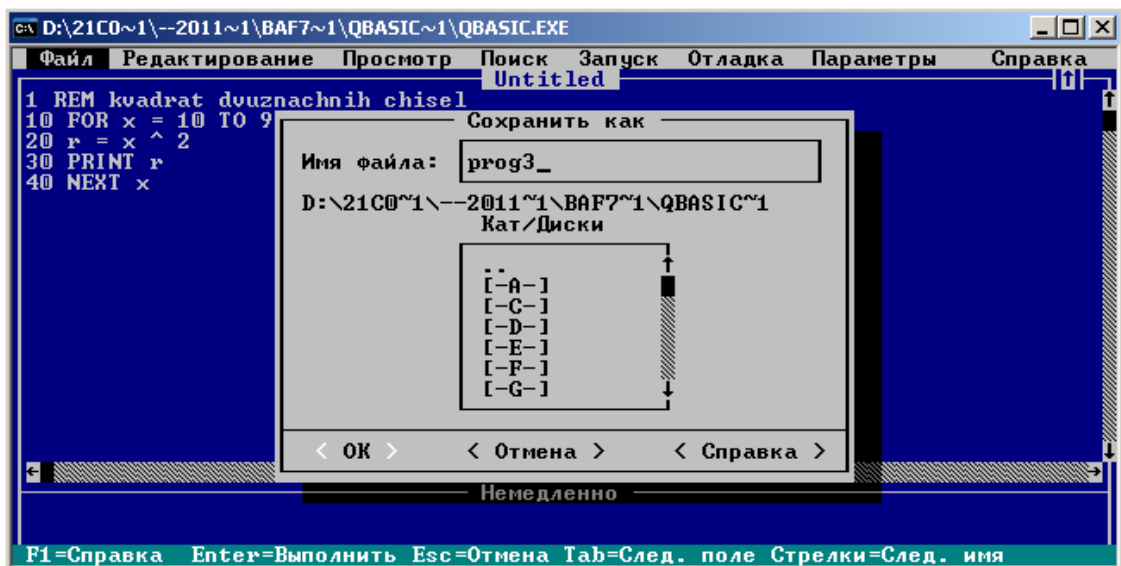 D:\21C0~1\--2011~1\BAF7~1\QBASIC~1\QBASIC.EXE
Файл Редактирование Просмотр Поиск Запуск Отладка Параметры Справка
Untitled
1 REM kvadrat dvuznachnih chisel
10 FOR x = 10 TO 9
20 r = x ^ 2
30 PRINT r
40 NEXT x
Сохранить как
Имя файла: prog3_
D:\21C0~1\--2011~1\BAF7~1\QBASIC~1
Кат/Диски
..
[-A-]
[-C-]
[-D-]
[-E-]
[-F-]
[-G-]
< OK > < Отмена > < Справка >
Немедленно
F1=Справка Enter=Выполнить Esc=Отмена Tab=След. поле Стрелки=След. имя